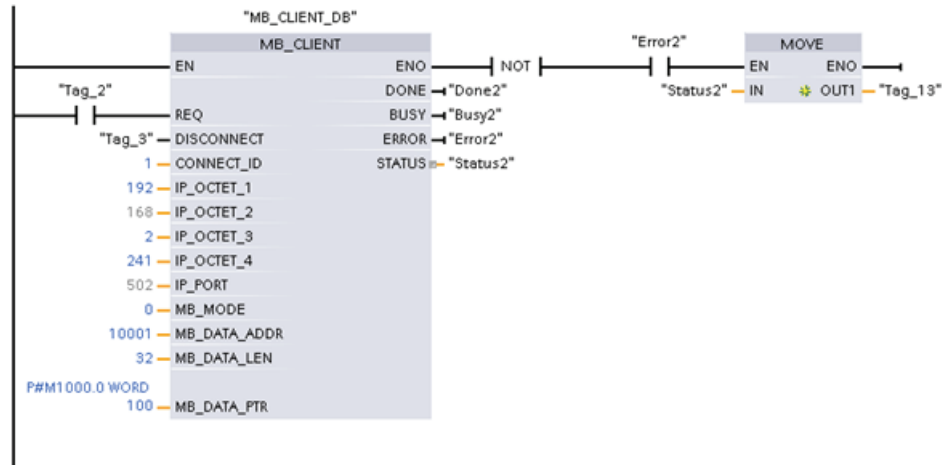 "MB_CLIENT_DB"
MB_CLIENT
"Error2"
MOVE
EN ENO NOT EN ENO
"Tag_2" DONE "Done2" "Status2" IN OUT1 "Tag_13"
REQ BUSY "Busy2"
"Tag_3" DISCONNECT ERROR "Error2"
1 CONNECT_ID STATUS "Status2"
192 IP_OCTET_1
168 IP_OCTET_2
2 IP_OCTET_3
241 IP_OCTET_4
502 IP_PORT
0 MB_MODE
10001 MB_DATA_ADDR
32 MB_DATA_LEN
P#M1000.0 WORD
100 MB_DATA_PTR